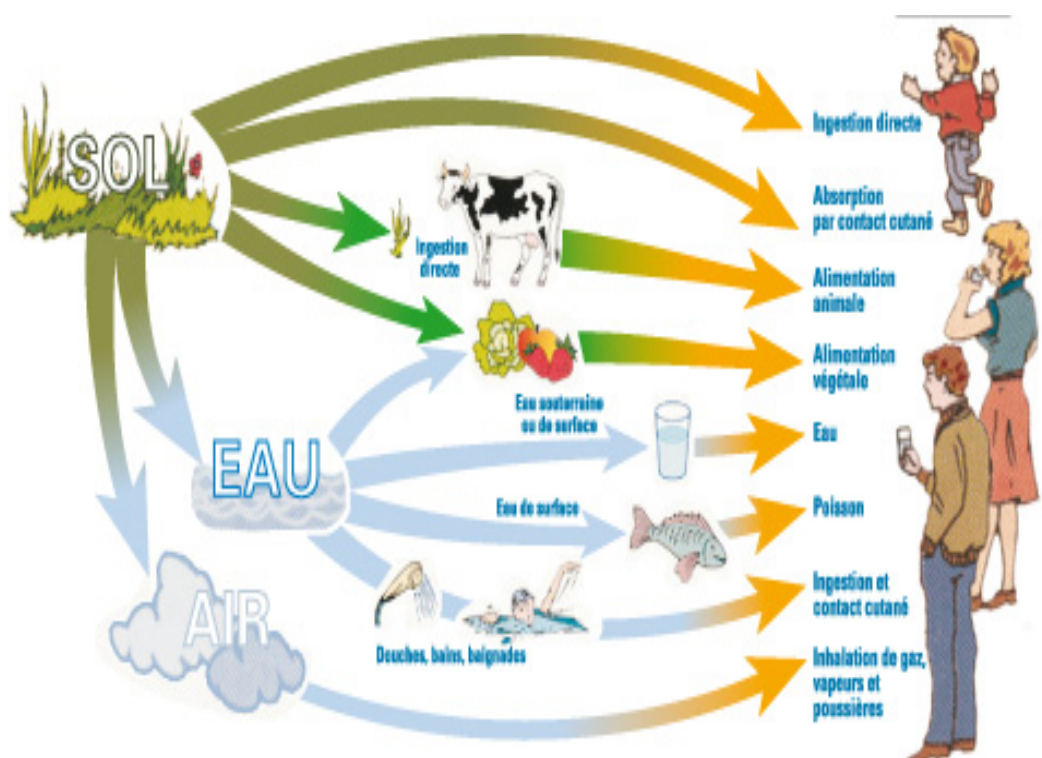 SOL
Ingestion directe
Absorption
par contact cutané
Ingestion
directe
Alimentation
animale
Alimentation
végétale
Eau souterraine
ou de surface
Eau
EAU
Eau de surface
Poisson
Ingestion et
contact cutané
AIR
Douches, bains, baignades
Inhalation de gaz,
vapeurs et
poussières